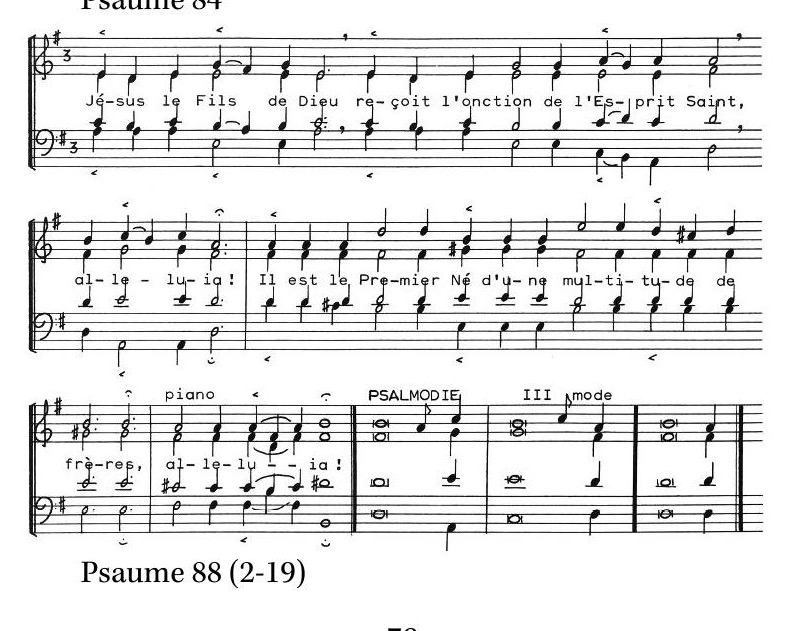 Psaume 84
3
Jé-sus le Fils de Dieu re-çoit l'onction de l'Es-prit Saint,
3
al-le-lu-ia! Il est le Pre-mier Né d'u-ne mul-ti-tu-de de
piano PSALMODIE III mode
frè-res, al-le-lu--ia!
Psaume 88 (2-19)